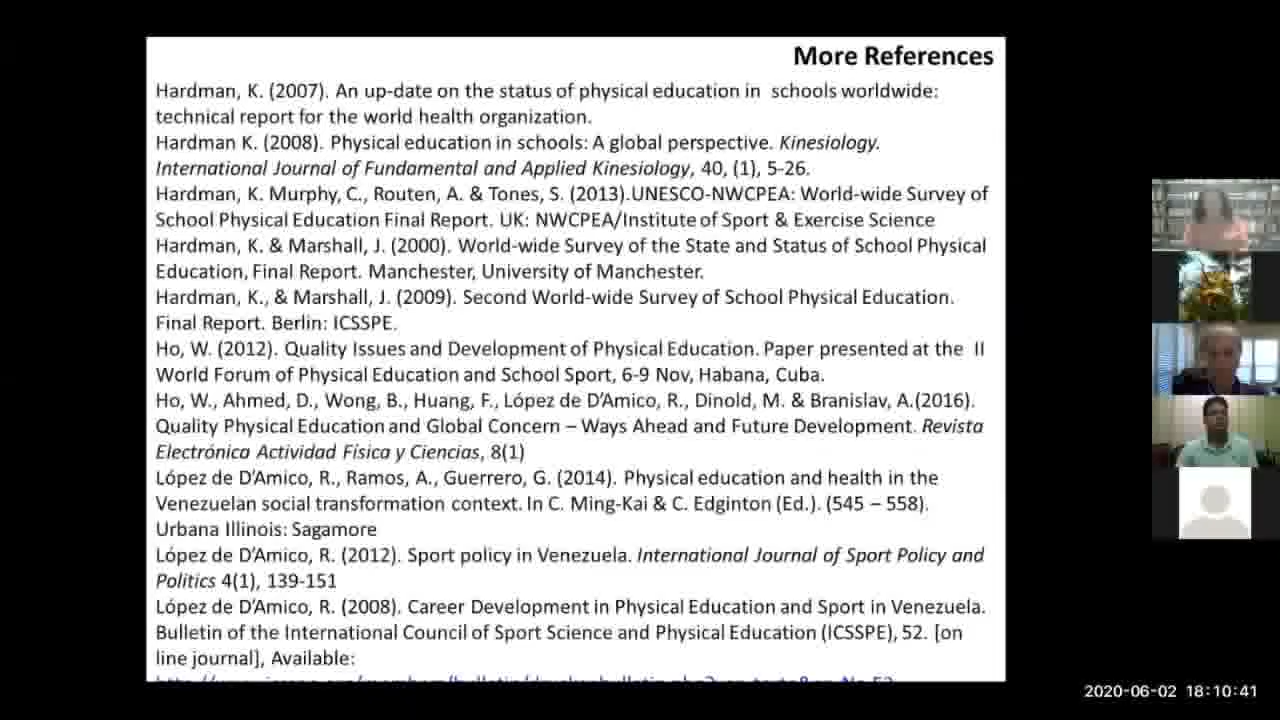 More References
Hardman, K. (2007). An up-date on the status of physical education in  schools worldwide:
technical report for the world health organization.
Hardman K. (2008). Physical education in schools: A global perspective. Kinesiology.
International Journal of Fundamental and Applied Kinesiology, 40, (1), 5-26.
Hardman, K. Murphy, C., Routen, A. & Tones, S. (2013).UNESCO-NWCPEA: World-wide Survey of
School Physical Education Final Report. UK: NWCPEA/Institute of Sport & Exercise Science
Hardman, K. & Marshall, J. (2000). World-wide Survey of the State and Status of School Physical
Education, Final Report. Manchester, University of Manchester.
Hardman, K., & Marshall, J. (2009). Second World-wide Survey of School Physical Education.
Final Report. Berlin: ICSSPE.
Ho, W. (2012). Quality Issues and Development of Physical Education. Paper presented at the  II
World Forum of Physical Education and School Sport, 6-9 Nov, Habana, Cuba.
Ho, W., Ahmed, D., Wong, B., Huang, F., López de D’Amico, R., Dinold, M. & Branislav, A.(2016).
Quality Physical Education and Global Concern – Ways Ahead and Future Development. Revista
Electrónica Actividad Física y Ciencias, 8(1)
López de D’Amico, R., Ramos, A., Guerrero, G. (2014). Physical education and health in the
Venezuelan social transformation context. In C. Ming-Kai & C. Edginton (Ed.). (545 – 558).
Urbana Illinois: Sagamore
López de D’Amico, R. (2012). Sport policy in Venezuela. International Journal of Sport Policy and
Politics 4(1), 139-151
López de D’Amico, R. (2008). Career Development in Physical Education and Sport in Venezuela.
Bulletin of the International Council of Sport Science and Physical Education (ICSSPE), 52. [on
line journal], Available:
2020-06-02 18:10:41